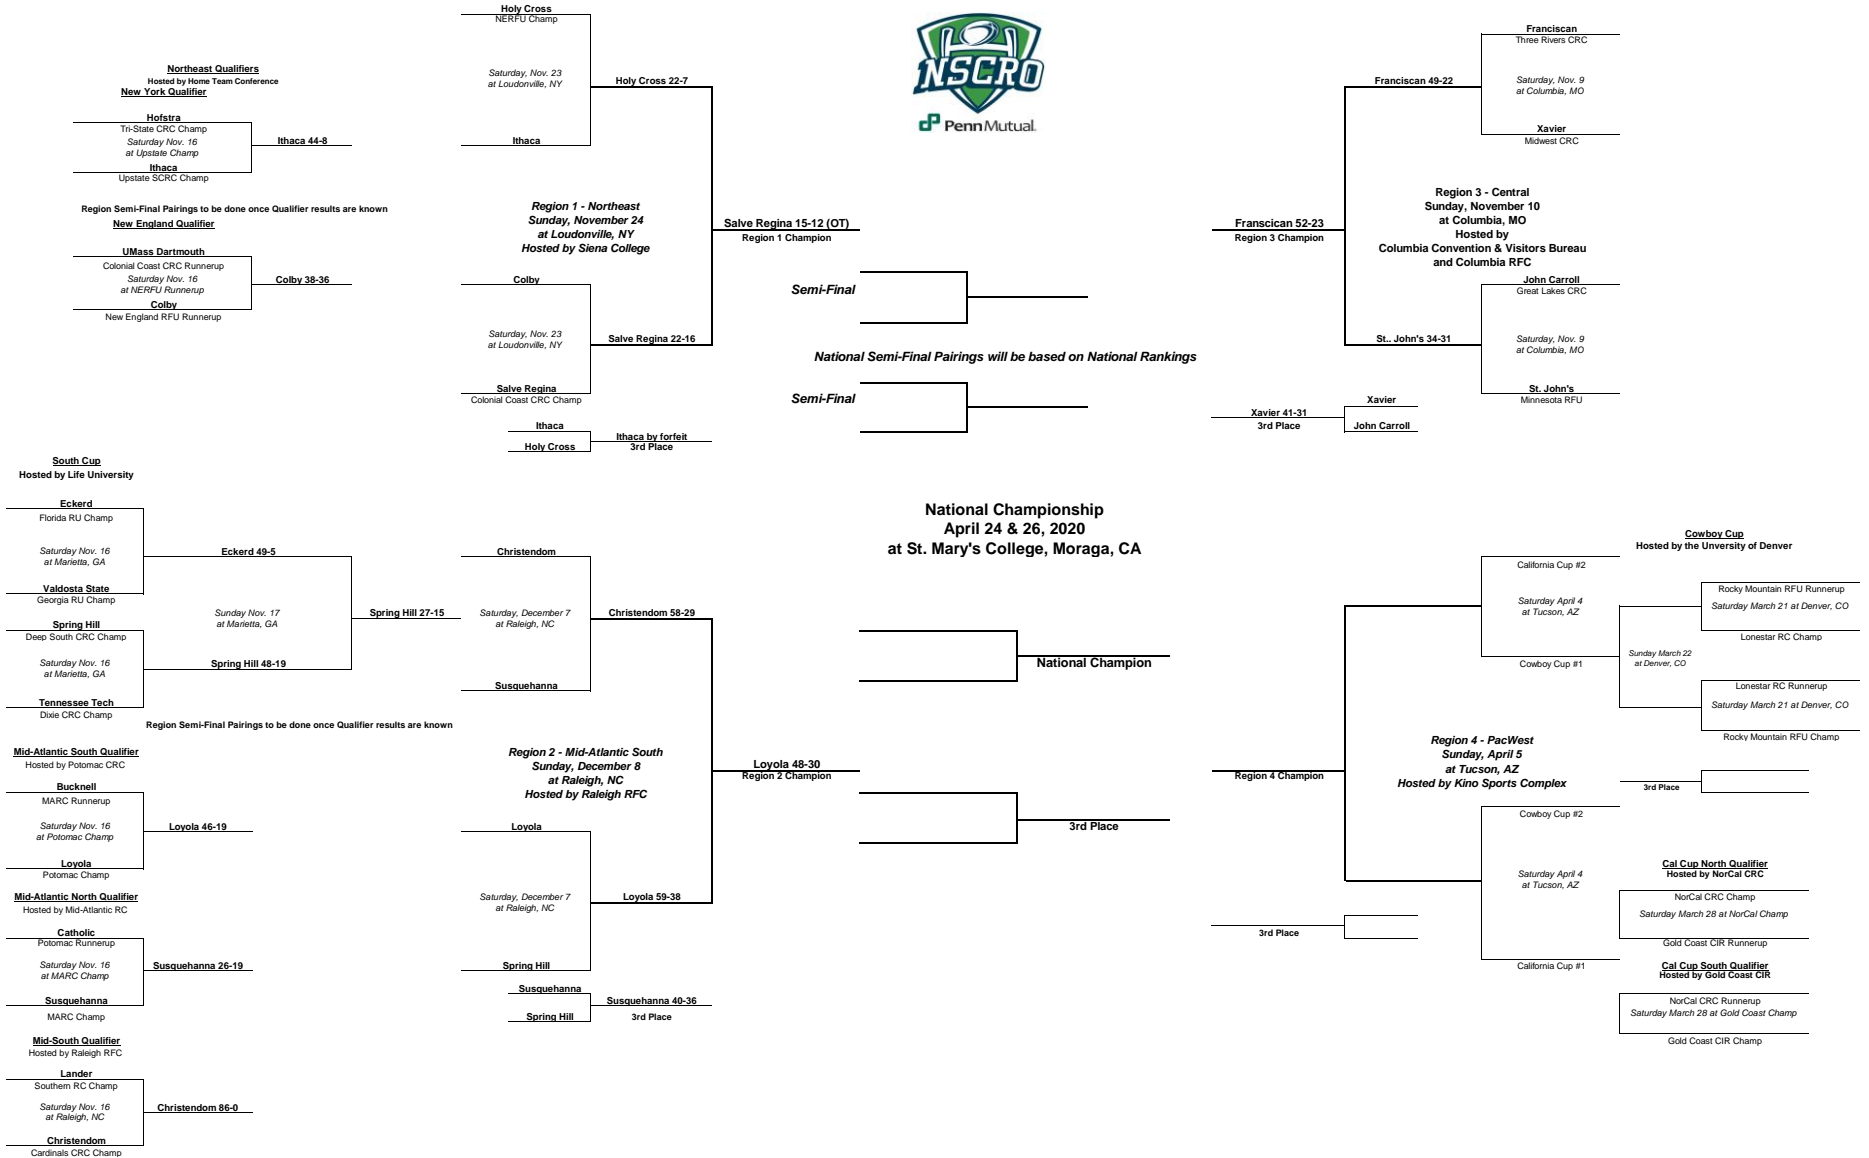 Holy Cross
NERFU Champ
Saturday, Nov. 23
at Loudonville, NY
Holy Cross 22-7
Ithaca
Northeast Qualifiers
Hosted by Home Team Conference
New York Qualifier
Hofstra
Tri-State CRC Champ
Saturday Nov. 16
at Upstate Champ
Ithaca 44-8
Ithaca
Upstate SCRC Champ
Region Semi-Final Pairings to be done once Qualifier results are known
New England Qualifier
UMass Dartmouth
Colonial Coast CRC Runnerup
Saturday Nov. 16
at NERFU Runnerup
Colby 38-36
Colby
New England RFU Runnerup
Region 1 - Northeast
Sunday, November 24
at Loudonville, NY
Hosted by Siena College
Salve Regina 15-12 (OT)
Region 1 Champion
Colby
Saturday, Nov. 23
at Loudonville, NY
Salve Regina 22-16
Salve Regina
Colonial Coast CRC Champ
Ithaca
Holy Cross
Ithaca by forfeit
3rd Place
NSCRO
PennMutual.
Semi-Final
National Semi-Final Pairings will be based on National Rankings
Semi-Final
Franciscan
Three Rivers CRC
Franciscan 49-22
Saturday, Nov. 9
at Columbia, MO
Xavier
Midwest CRC
Region 3 - Central
Sunday, November 10
at Columbia, MO
Hosted by
Columbia Convention & Visitors Bureau
and Columbia RFC
Franscican 52-23
Region 3 Champion
John Carroll
Great Lakes CRC
St.. John's 34-31
Saturday, Nov. 9
at Columbia, MO
St. John's
Minnesota RFU
Xavier 41-31
3rd Place
Xavier
John Carroll
South Cup
Hosted by Life University
Eckerd
Florida RU Champ
Saturday Nov. 16
at Marietta, GA
Eckerd 49-5
Valdosta State
Georgia RU Champ
Sunday Nov. 17
at Marietta, GA
Spring Hill 27-15
Spring Hill
Deep South CRC Champ
Saturday Nov. 16
at Marietta, GA
Spring Hill 48-19
Tennessee Tech
Dixie CRC Champ
Region Semi-Final Pairings to be done once Qualifier results are known
Christendom
Saturday, December 7
at Raleigh, NC
Christendom 58-29
Susquehanna
Mid-Atlantic South Qualifier
Hosted by Potomac CRC
Bucknell
MARC Runnerup
Saturday Nov. 16
at Potomac Champ
Loyola 46-19
Loyola
Potomac Champ
Region 2 - Mid-Atlantic South
Sunday, December 8
at Raleigh, NC
Hosted by Raleigh RFC
Loyola 48-30
Region 2 Champion
Loyola
Saturday, December 7
at Raleigh, NC
Loyola 59-38
Spring Hill
Mid-Atlantic North Qualifier
Hosted by Mid-Atlantic RC
Catholic
Potomac Runnerup
Saturday Nov. 16
at MARC Champ
Susquehanna 26-19
Susquehanna
MARC Champ
Susquehanna
Spring Hill
Susquehanna 40-36
3rd Place
Mid-South Qualifier
Hosted by Raleigh RFC
Lander
Southern RC Champ
Saturday Nov. 16
at Raleigh, NC
Christendom 86-0
Christendom
Cardinals CRC Champ
National Championship
April 24 & 26, 2020
at St. Mary's College, Moraga, CA
National Champion
3rd Place
Cowboy Cup
Hosted by the Unversity of Denver
California Cup #2
Saturday April 4
at Tucson, AZ
Cowboy Cup #1
Rocky Mountain RFU Runnerup
Saturday March 21 at Denver, CO
Lonestar RC Champ
Sunday March 22
at Denver, CO
Lonestar RC Runnerup
Saturday March 21 at Denver, CO
Rocky Mountain RFU Champ
Region 4 - PacWest
Sunday, April 5
at Tucson, AZ
Hosted by Kino Sports Complex
Region 4 Champion
3rd Place
Cowboy Cup #2
Saturday April 4
at Tucson, AZ
California Cup #1
3rd Place
Cal Cup North Qualifier
Hosted by NorCal CRC
NorCal CRC Champ
Saturday March 28 at NorCal Champ
Gold Coast CIR Runnerup
Cal Cup South Qualifier
Hosted by Gold Coast CIR
NorCal CRC Runnerup
Saturday March 28 at Gold Coast Champ
Gold Coast CIR Champ